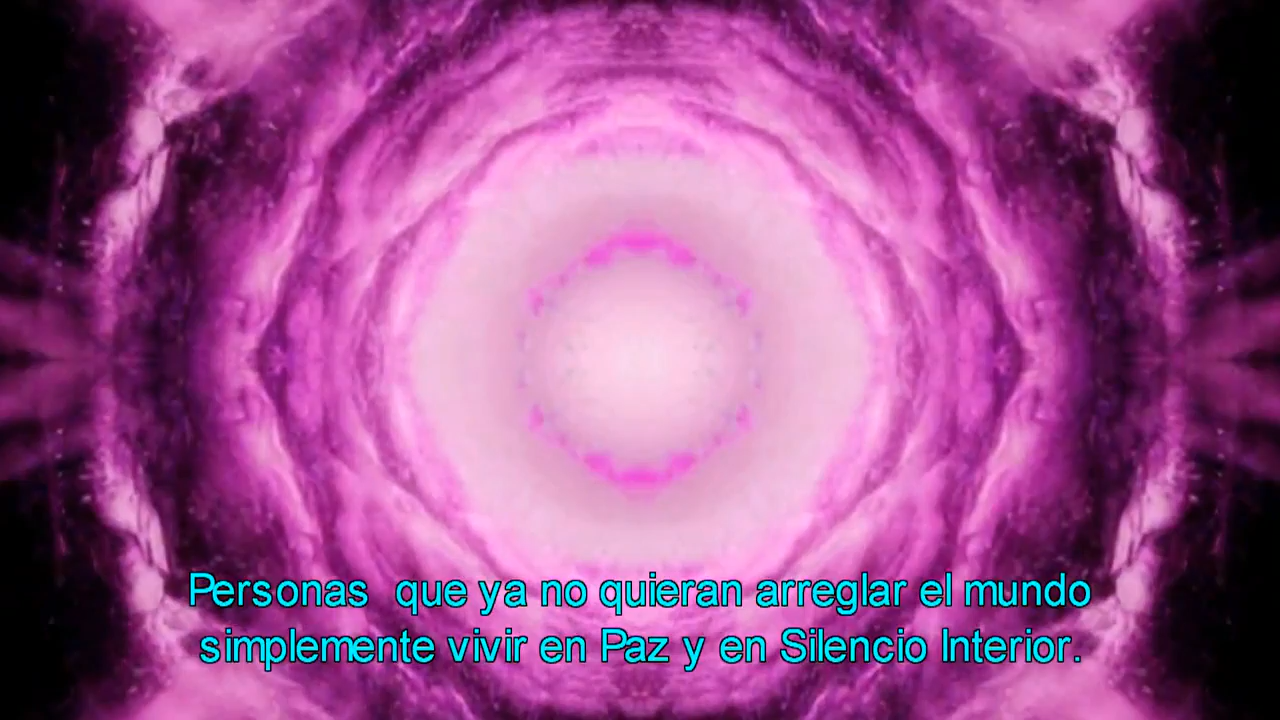 Personas que ya no quieran arreglar el mundo
simplemente vivir en Paz y en Silencio Interior.